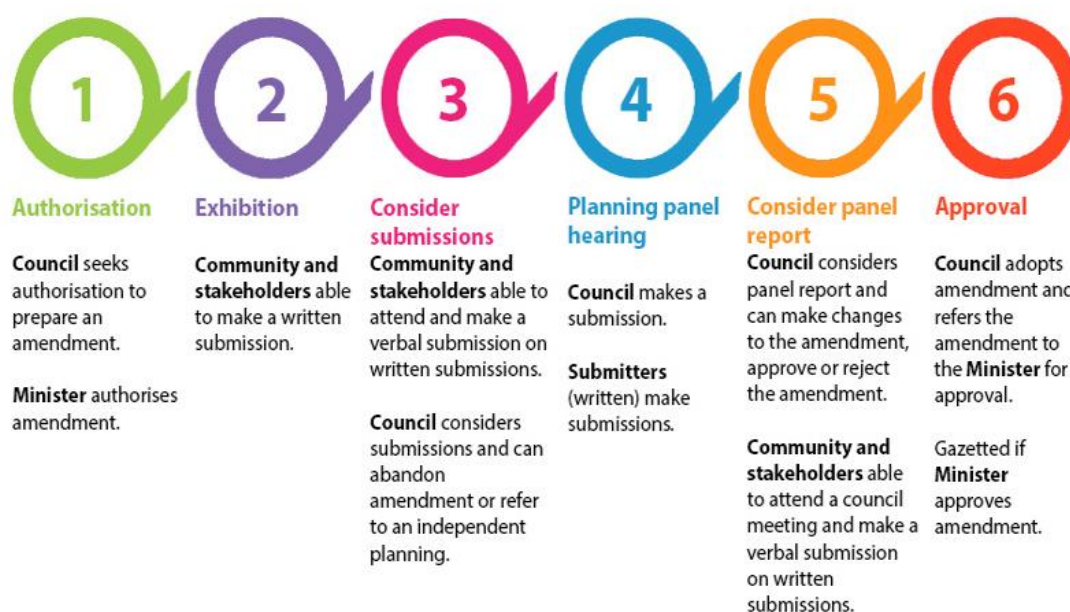 1
2
3
4
5
6
Authorisation
Council seeks
authorisation to
prepare an
amendment.
Minister authorises
amendment.
Exhibition
Community and
stakeholders able
to make a written
submission.
Consider
submissions
Community and
stakeholders able to
attend and make a
verbal submission on
written submissions.
Council considers
submissions and can
abandon
amendment or refer
to an independent
planning.
Planning panel
hearing
Council makes a
submission.
Submitters
(written) make
submissions.
Consider panel
report
Council considers
panel report and
can make changes
to the amendment,
approve or reject
the amendment.
Community and
stakeholders able
to attend a council
meeting and make a
verbal submission
on written
submissions.
Approval
Council adopts
amendment and
refers the
amendment to
the Minister for
approval.
Gazetted if
Minister
approves
amendment.